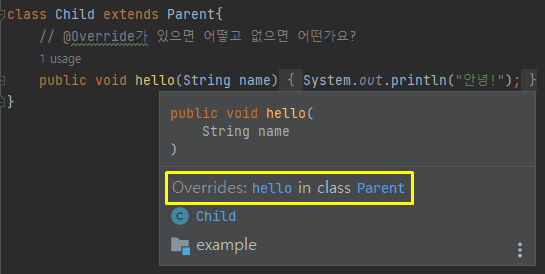 class Child extends Parent{
// @Override가 있으면 어떻고 없으면 어떤가요?
1 usage
public void hello(String name) { System.out.println("안녕!"); }
}
public void hello(
String name
)
Overrides: hello in class Parent
C Child
example